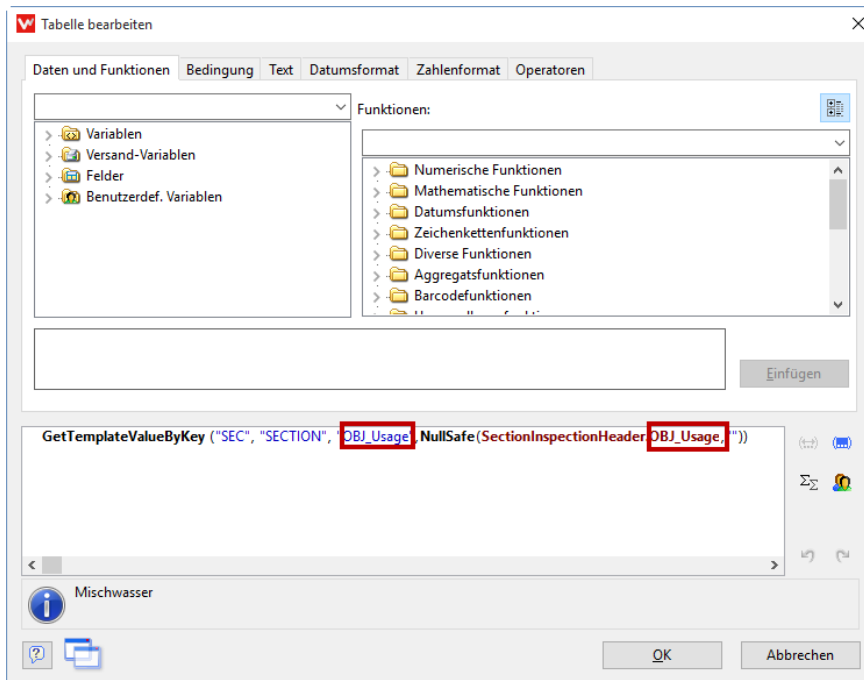 Tabelle bearbeiten
Daten und Funktionen Bedingung Text Datumsformat Zahlenformat Operatoren
Funktionen:
Variablen
Versand-Variablen
Felder
Benutzerdef. Variablen
Numerische Funktionen
Mathematische Funktionen
Datumsfunktionen
Zeichenkettenfunktionen
Diverse Funktionen
Aggregatsfunktionen
Barcodefunktionen
Einfügen
GetTemplateValueByKey ("SEC", "SECTION", "OBJ_Usage",NullSafe(SectionInspectionHeader.OBJ_Usage,""))
Mischwasser
OK Abbrechen